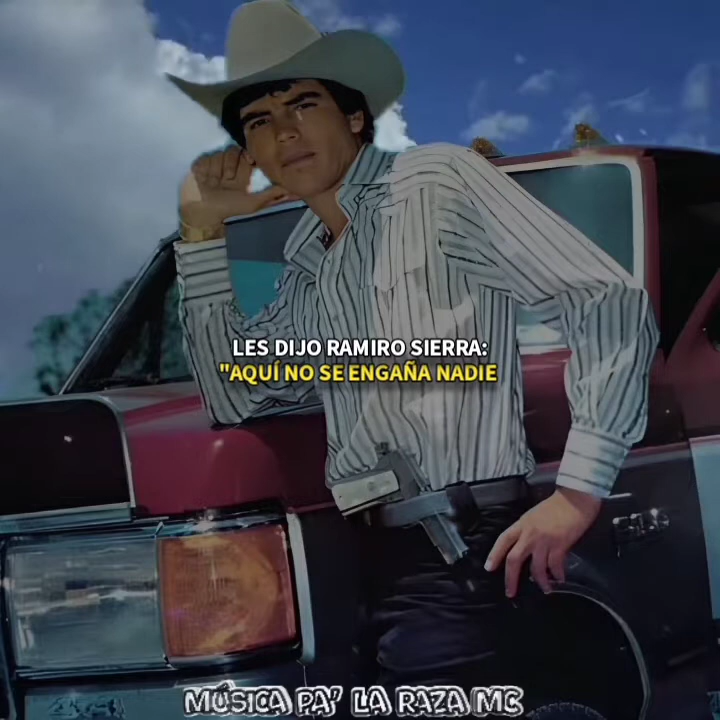 LES DIJO RAMIRO SIERRA:
"AQUÍ NO SE ENGAÑA NADIE
MÚSICA PA' LA RAZA MC